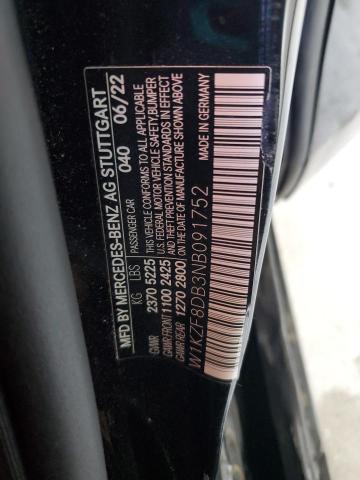 MFD BY MERCEDES-BENZ AG STUTTGART
PASSENGER CAR 040 06/22
KG LBS
GVWR 2370 5225
GAWR FRONT 1100 2425
GAWR REAR 1270 2800
THIS VEHICLE CONFORMS TO ALL APPLICABLE
U.S. FEDERAL MOTOR VEHICLE SAFETY, BUMPER
AND THEFT PREVENTION STANDARDS IN EFFECT
ON THE DATE OF MANUFACTURE SHOWN ABOVE
W1KZF8DB3NB091752
MADE IN GERMANY